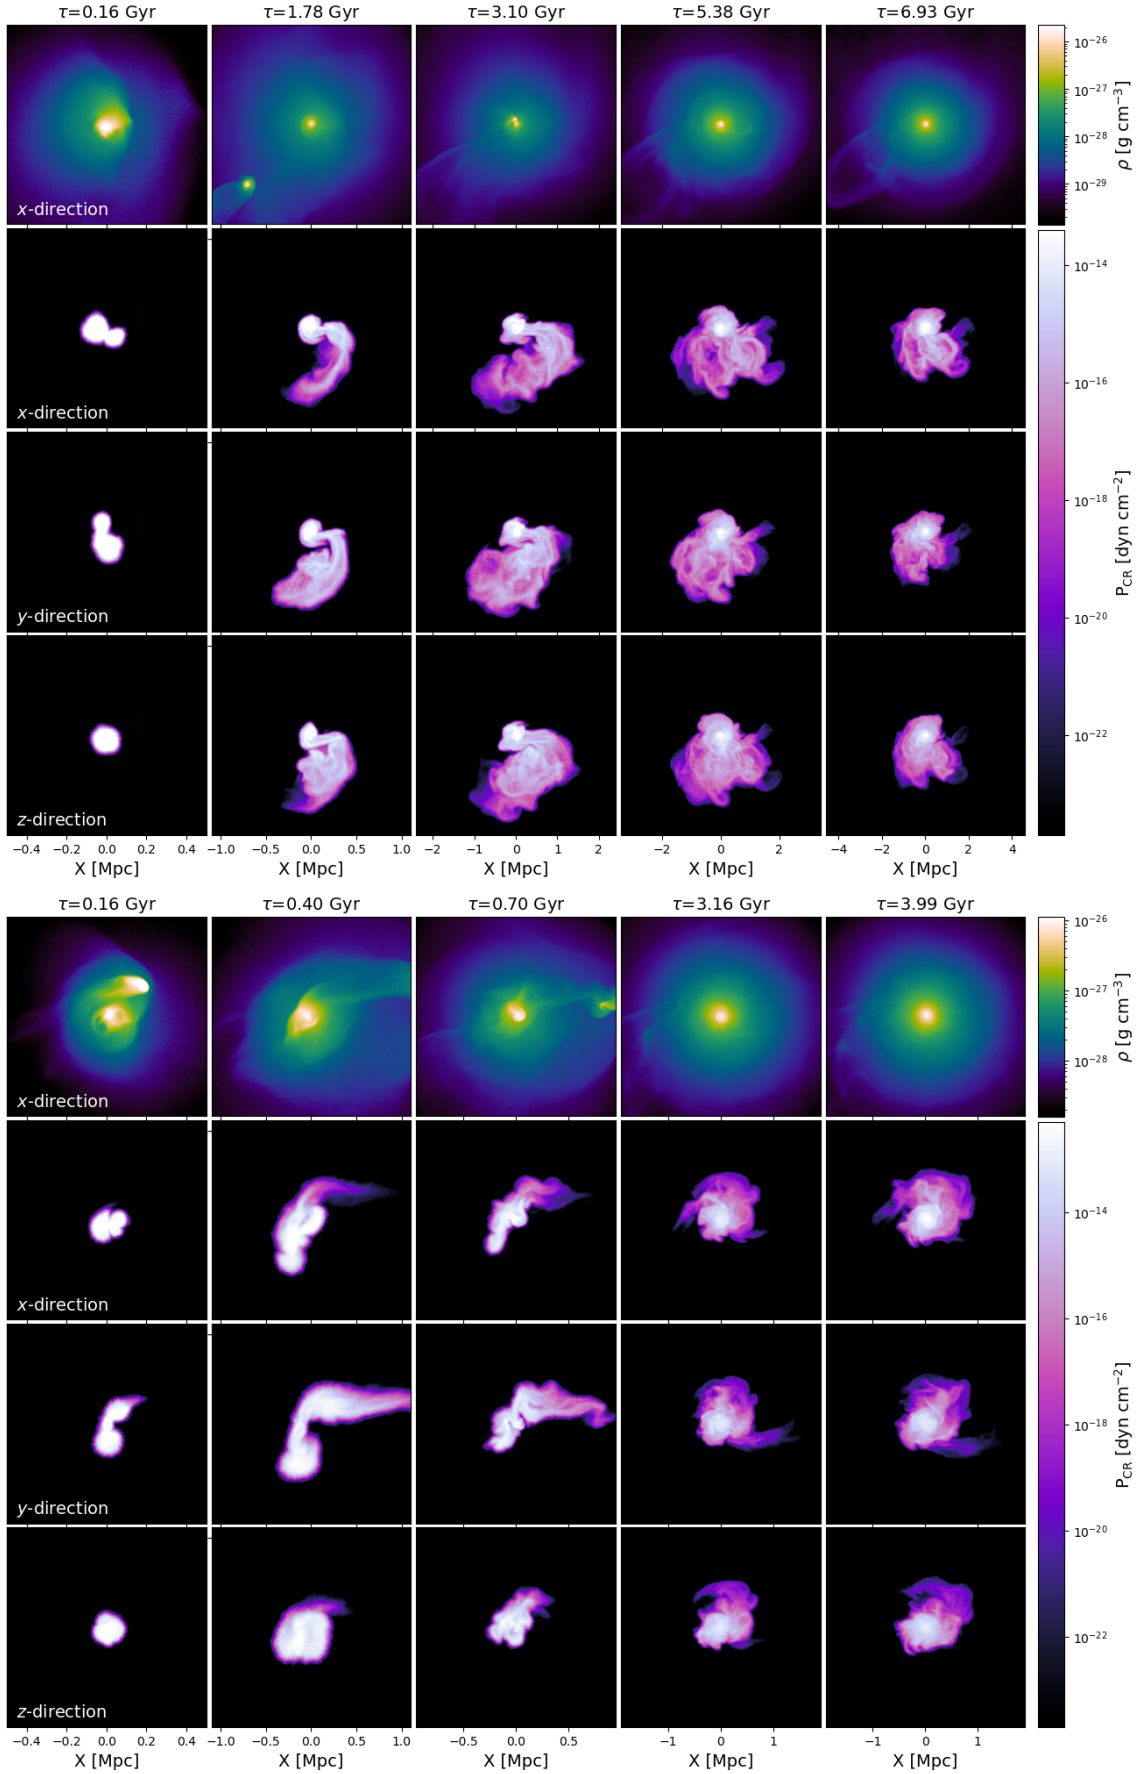 τ=0.16 Gyr τ=1.78 Gyr τ=3.10 Gyr τ=5.38 Gyr τ=6.93 Gyr
x-direction
10⁻²⁶
10⁻²⁷
10⁻²⁸
10⁻²⁹
ρ [g cm⁻³]
x-direction
y-direction
z-direction
10⁻¹⁴
10⁻¹⁶
10⁻¹⁸
10⁻²⁰
10⁻²²
P_CR [dyn cm⁻²]
−0.4 −0.2 0.0 0.2 0.4 −1.0 −0.5 0.0 0.5 1.0 −2 −1 0 1 2 −2 0 2 −4 −2 0 2 4
X [Mpc] X [Mpc] X [Mpc] X [Mpc] X [Mpc]
τ=0.16 Gyr τ=0.40 Gyr τ=0.70 Gyr τ=3.16 Gyr τ=3.99 Gyr
x-direction
10⁻²⁶
10⁻²⁷
10⁻²⁸
ρ [g cm⁻³]
x-direction
y-direction
z-direction
10⁻¹⁴
10⁻¹⁶
10⁻¹⁸
10⁻²⁰
10⁻²²
P_CR [dyn cm⁻²]
−0.4 −0.2 0.0 0.2 0.4 −1.0 −0.5 0.0 0.5 1.0 −0.5 0.0 0.5 −1 0 1 −1 0 1
X [Mpc] X [Mpc] X [Mpc] X [Mpc] X [Mpc]